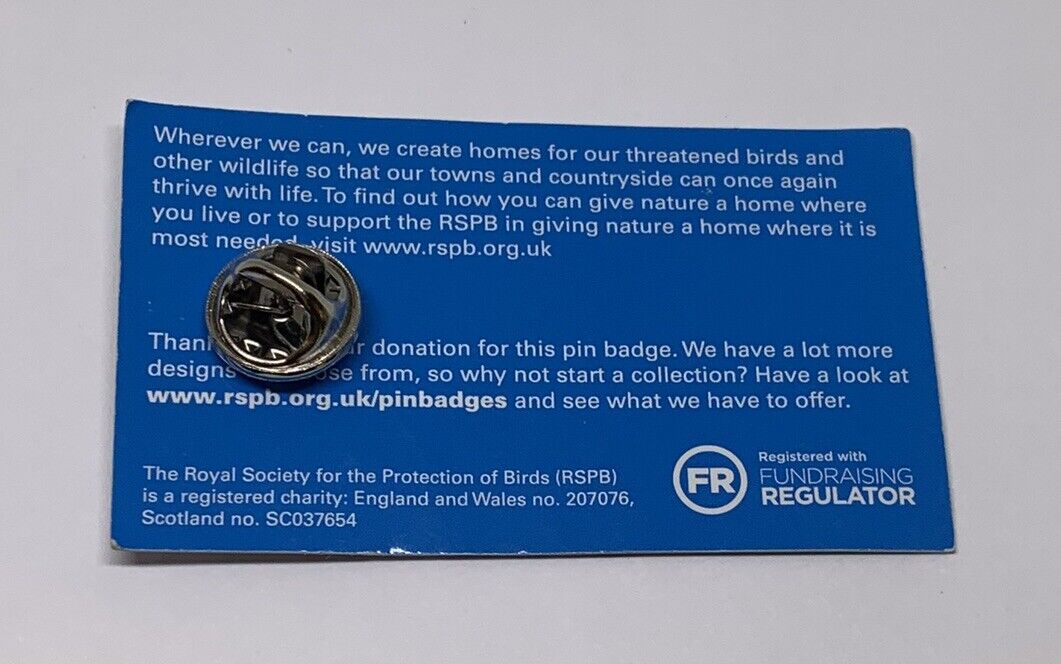 Wherever we can, we create homes for our threatened birds and
other wildlife so that our towns and countryside can once again
thrive with life. To find out how you can give nature a home where
you live or to support the RSPB in giving nature a home where it is
most needed, visit www.rspb.org.uk
donation for this pin badge. We have a lot more
designs from, so why not start a collection? Have a look at
www.rspb.org.uk/pinbadges and see what we have to offer.
The Royal Society for the Protection of Birds (RSPB)
is a registered charity: England and Wales no. 207076,
Scotland no. SC037654
FR
Registered with
FUNDRAISING
REGULATOR